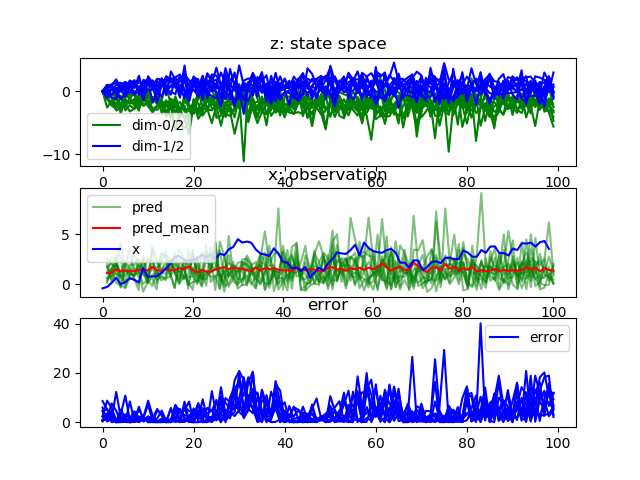 z: state space
0
−10
dim-0/2
dim-1/2
0 20 40 60 80 100
x: observation
5
0
pred
pred_mean
x
0 20 40 60 80 100
error
40
20
0
error
0 20 40 60 80 100